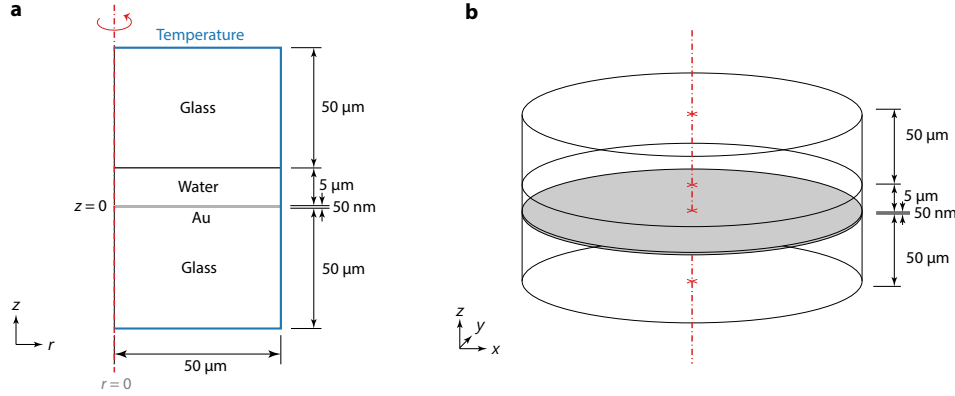 a
Temperature
Glass
50 μm
Water
5 μm
z = 0
50 nm
Au
Glass
50 μm
z
r
50 μm
r = 0
b
50 μm
5 μm
50 nm
50 μm
z
y
x